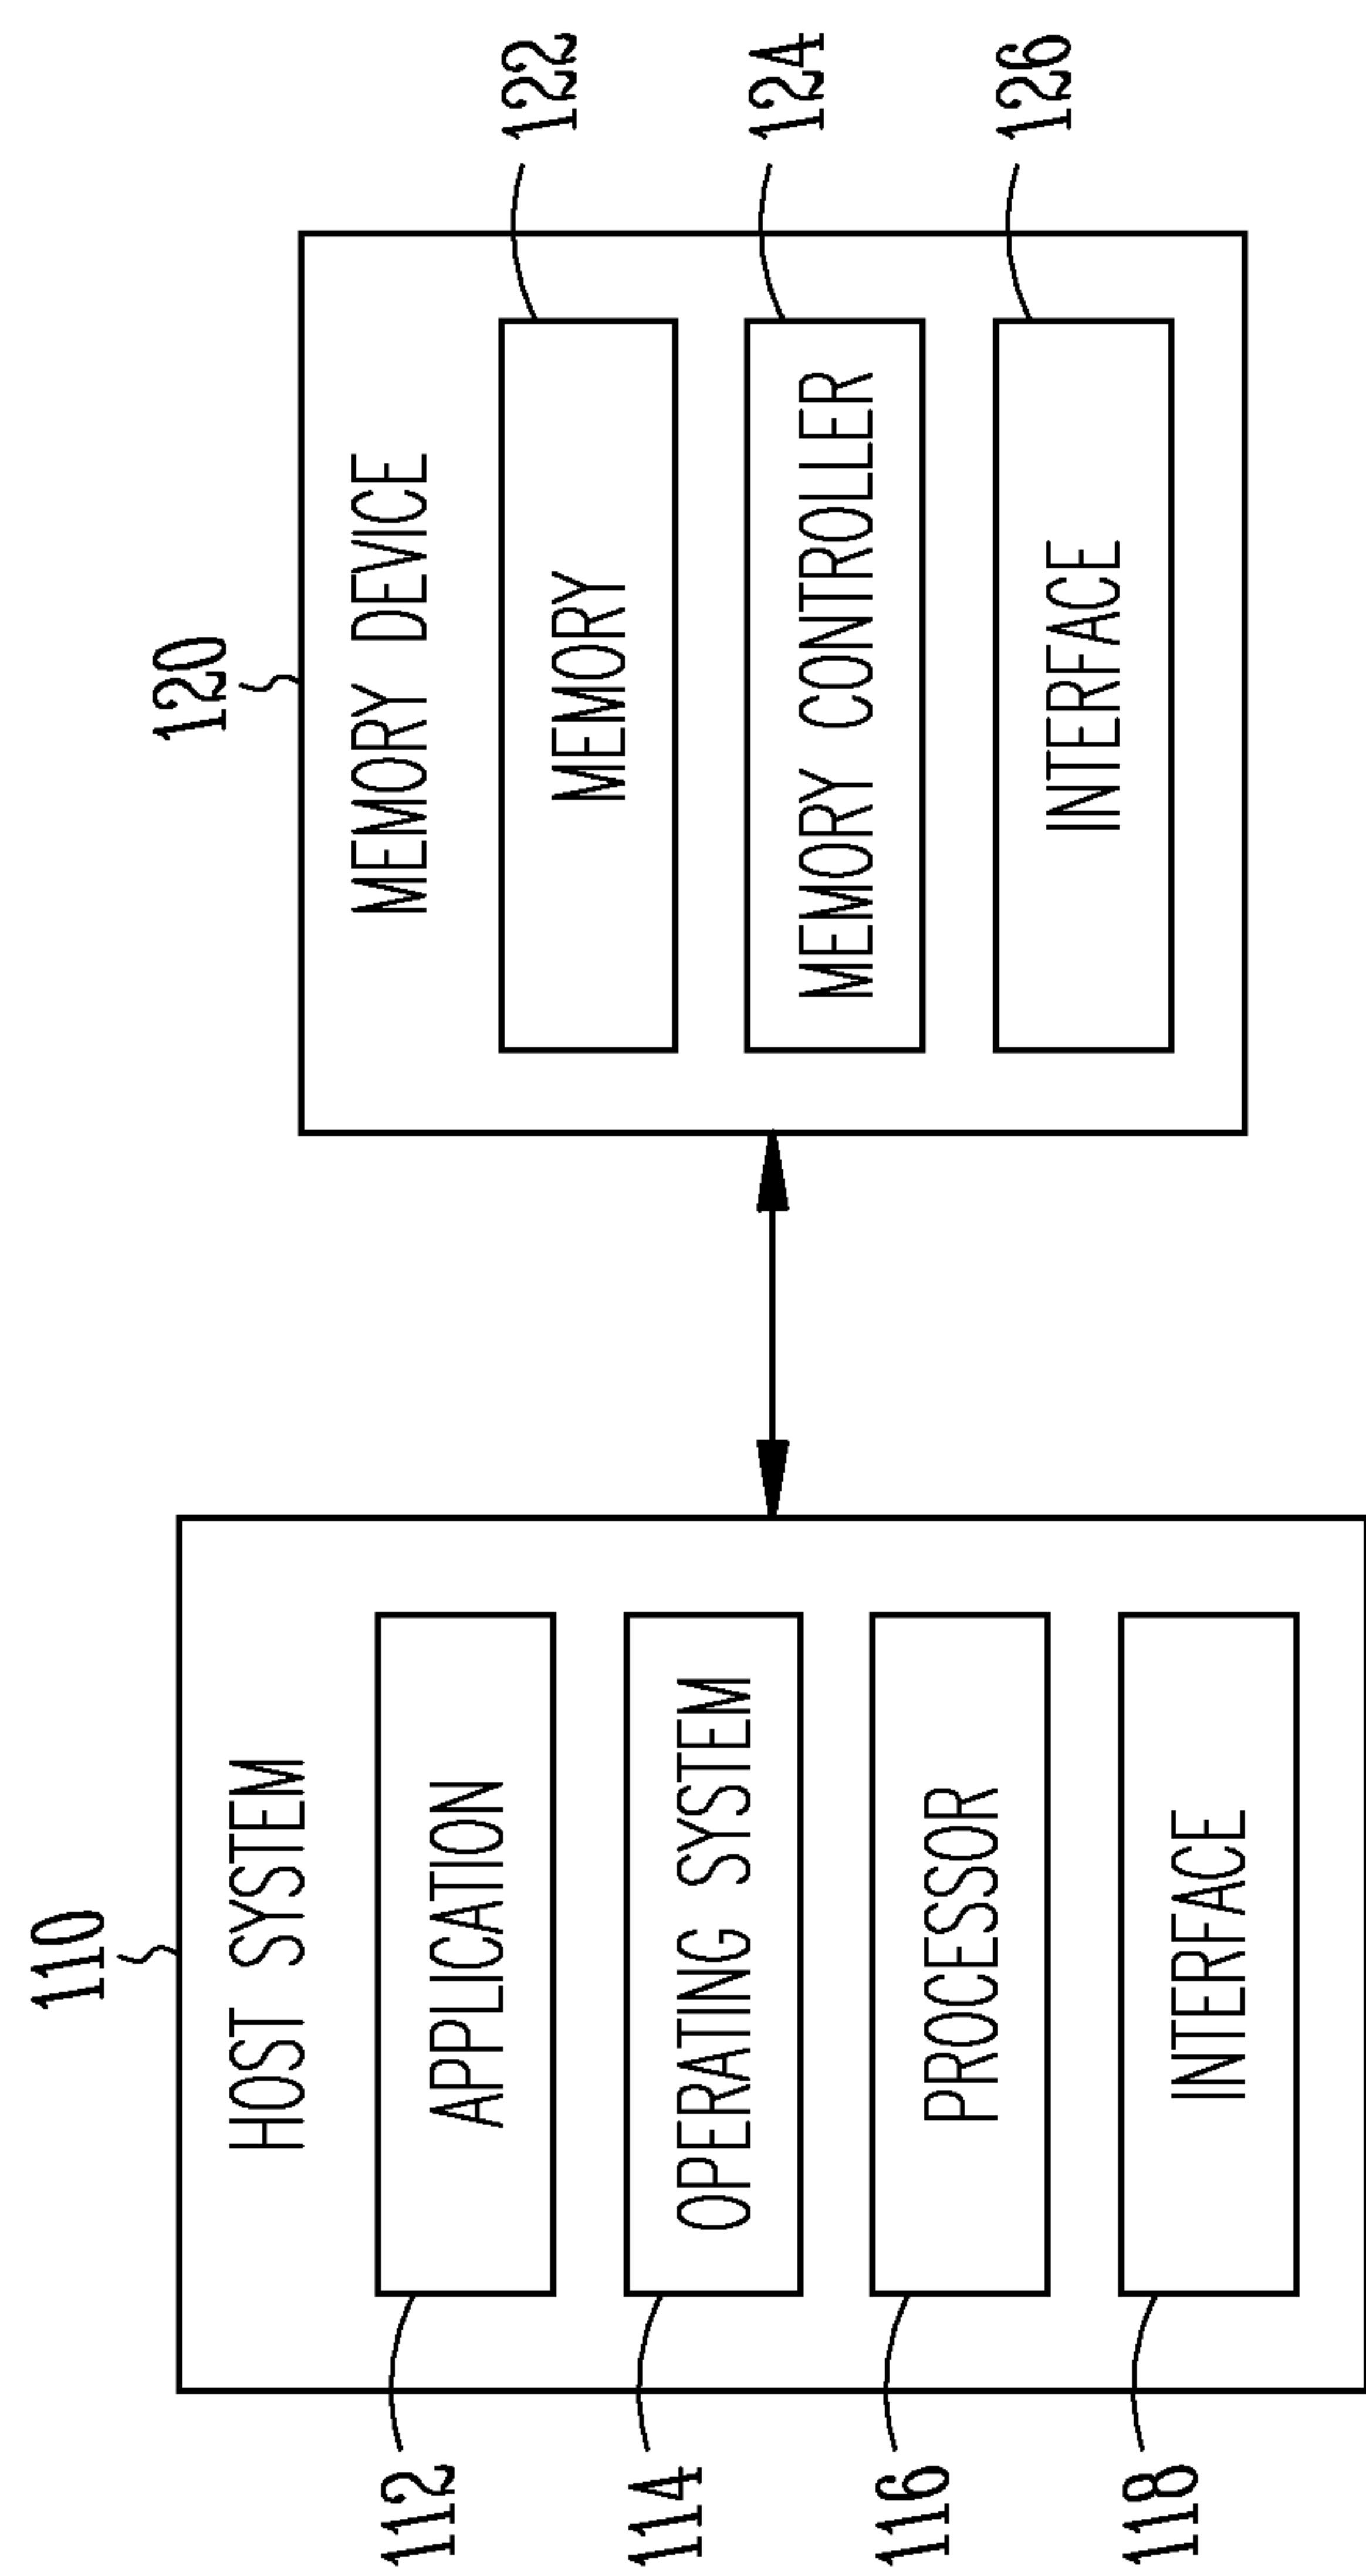 110
HOST SYSTEM
112
APPLICATION
114
OPERATING SYSTEM
116
PROCESSOR
118
INTERFACE
120
MEMORY DEVICE
MEMORY
122
MEMORY CONTROLLER
124
INTERFACE
126